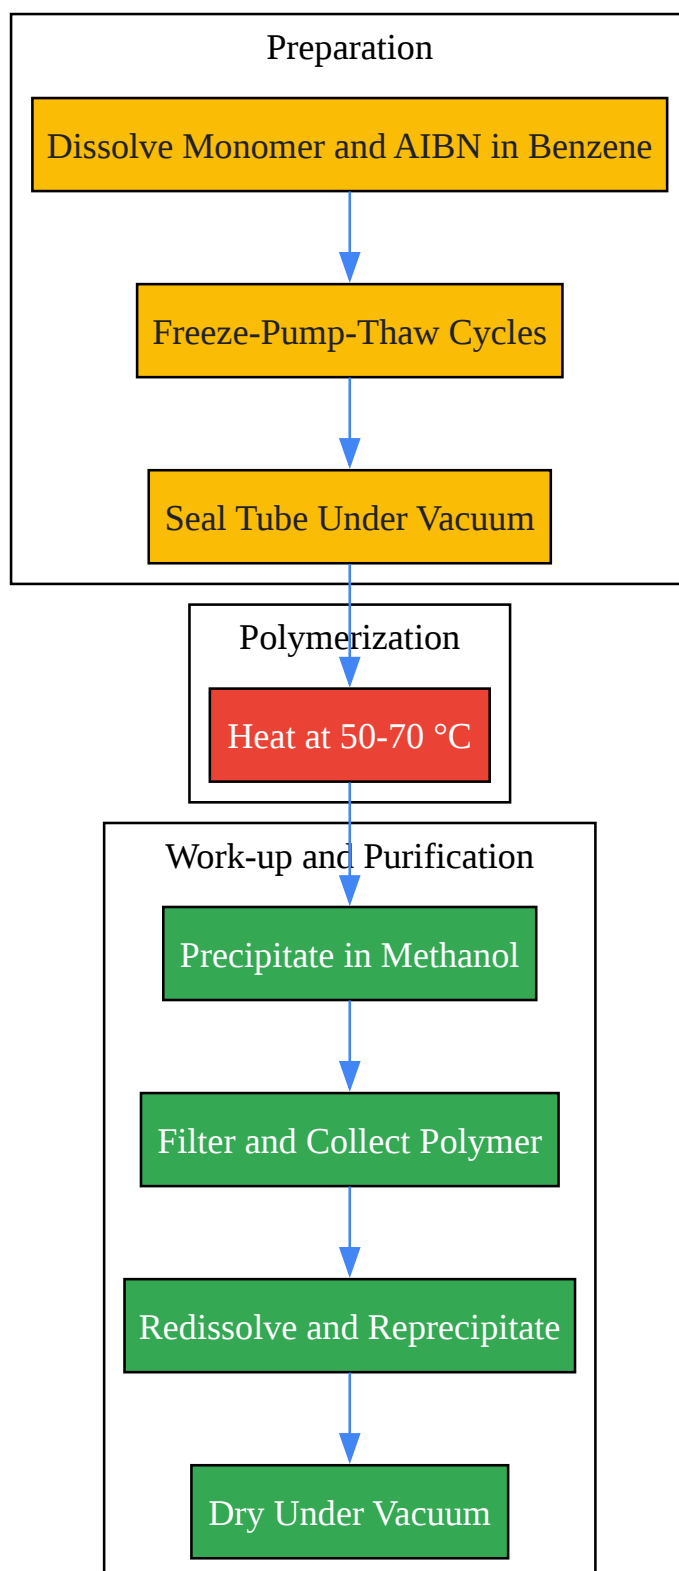 Preparation
Dissolve Monomer and AIBN in Benzene
Freeze-Pump-Thaw Cycles
Seal Tube Under Vacuum
Polymerization
Heat at 50-70 °C
Work-up and Purification
Precipitate in Methanol
Filter and Collect Polymer
Redissolve and Reprecipitate
Dry Under Vacuum